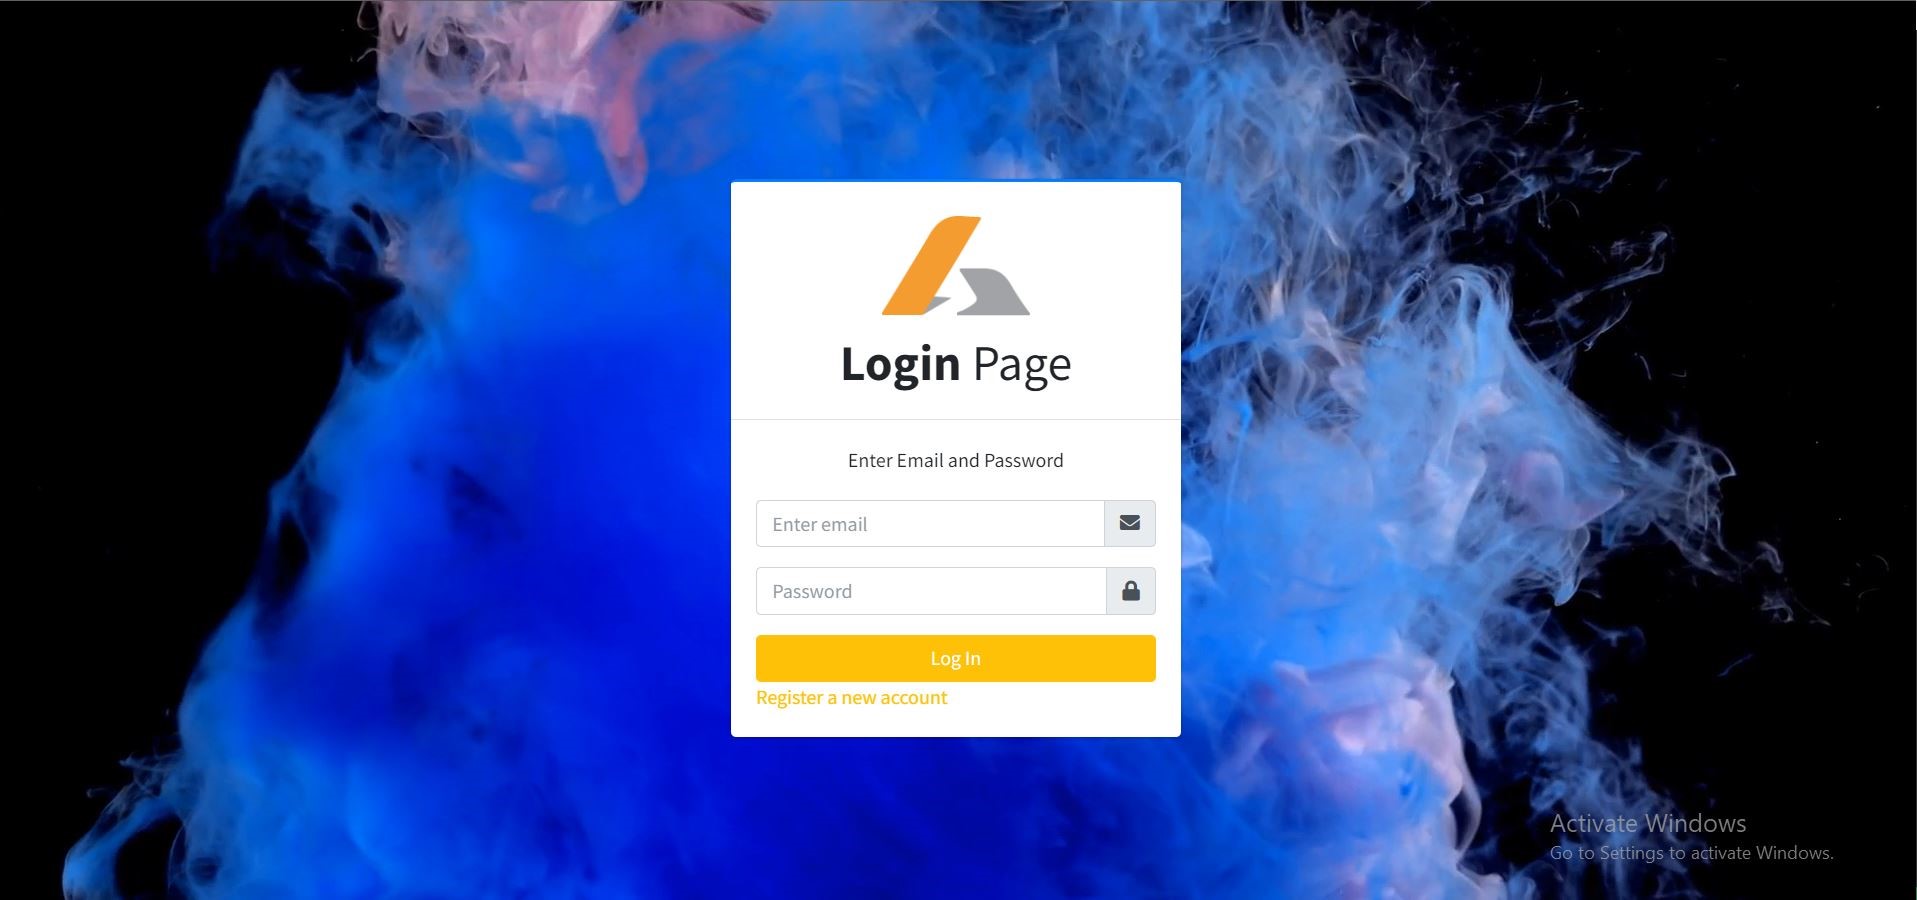 Login Page
Enter Email and Password
Enter email
Password
Log In
Register a new account
Activate Windows
Go to Settings to activate Windows.